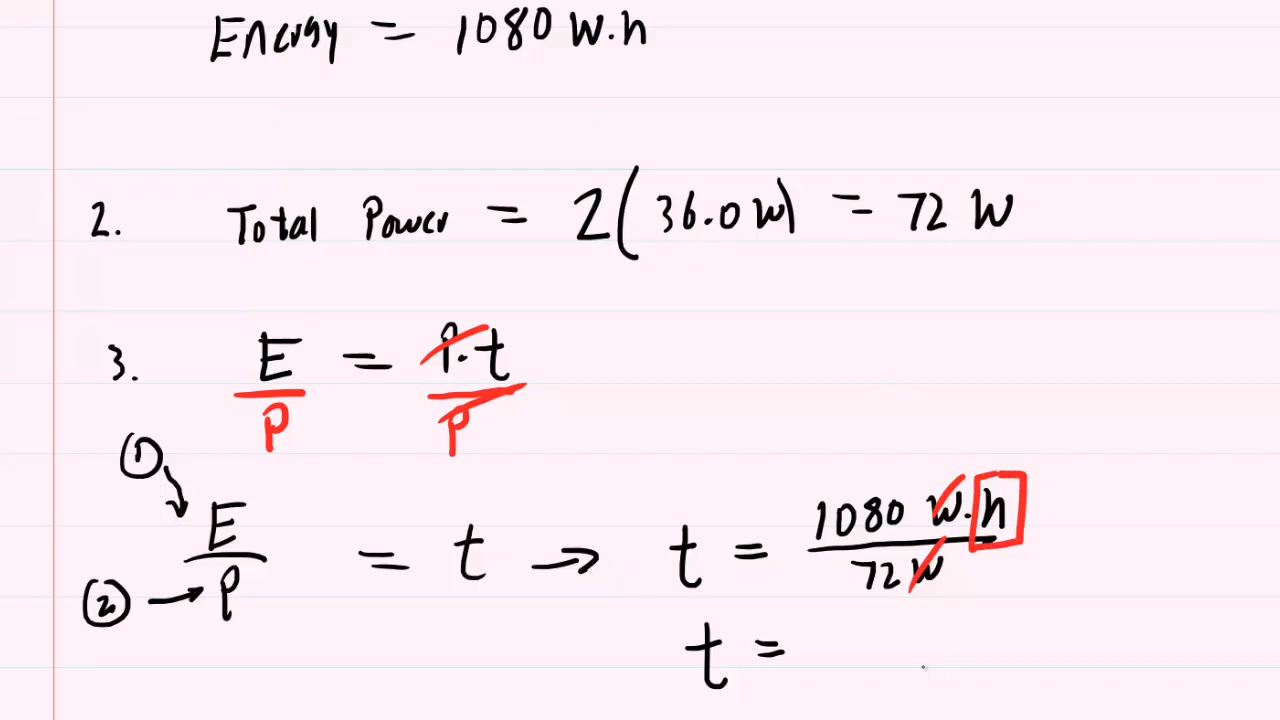 Energy = 1080 W.h
2. Total Power = 2(36.0 W) = 72 W
3. E/P = P.t/P
① E/P = t → t = 1080 W.h/72 W
②
t =